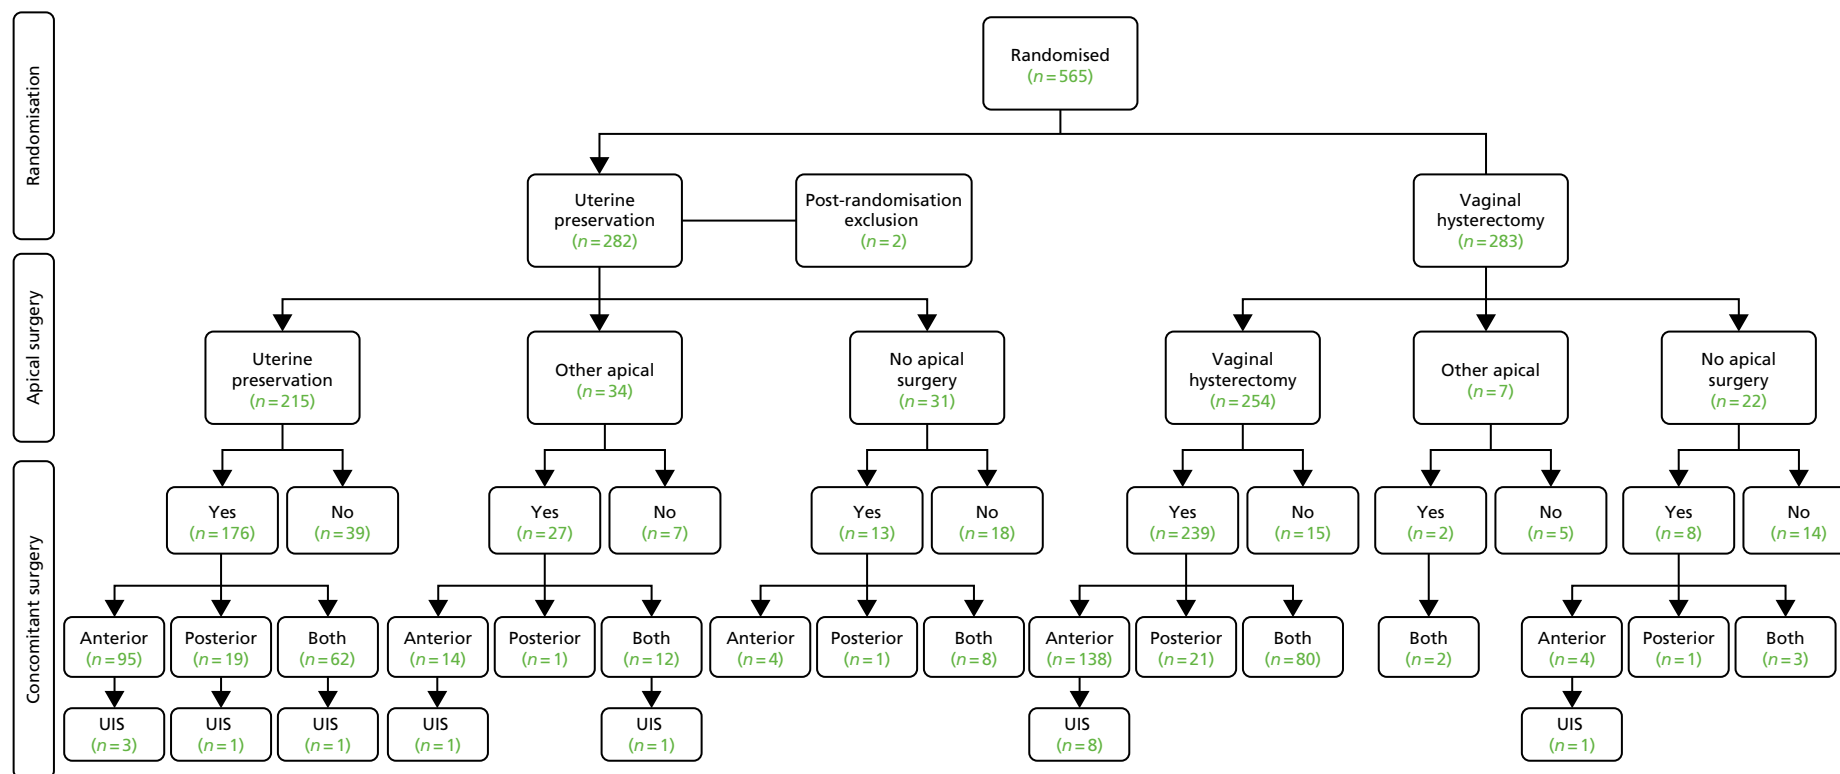 Randomisation
Randomised
(n=565)
Uterine
preservation
(n=282)
Post-randomisation
exclusion
(n=2)
Vaginal
hysterectomy
(n=283)
Apical surgery
Uterine
preservation
(n=215)
Other apical
(n=34)
No apical
surgery
(n=31)
Vaginal
hysterectomy
(n=254)
Other apical
(n=7)
No apical
surgery
(n=22)
Concomitant surgery
Yes
(n=176)
No
(n=39)
Yes
(n=27)
No
(n=7)
Yes
(n=13)
No
(n=18)
Yes
(n=239)
No
(n=15)
Yes
(n=2)
No
(n=5)
Yes
(n=8)
No
(n=14)
Anterior
(n=95)
Posterior
(n=19)
Both
(n=62)
Anterior
(n=14)
Posterior
(n=1)
Both
(n=12)
Anterior
(n=4)
Posterior
(n=1)
Both
(n=8)
Anterior
(n=138)
Posterior
(n=21)
Both
(n=80)
Both
(n=2)
Anterior
(n=4)
Posterior
(n=1)
Both
(n=3)
UIS
(n=3)
UIS
(n=1)
UIS
(n=1)
UIS
(n=1)
UIS
(n=1)
UIS
(n=8)
UIS
(n=1)